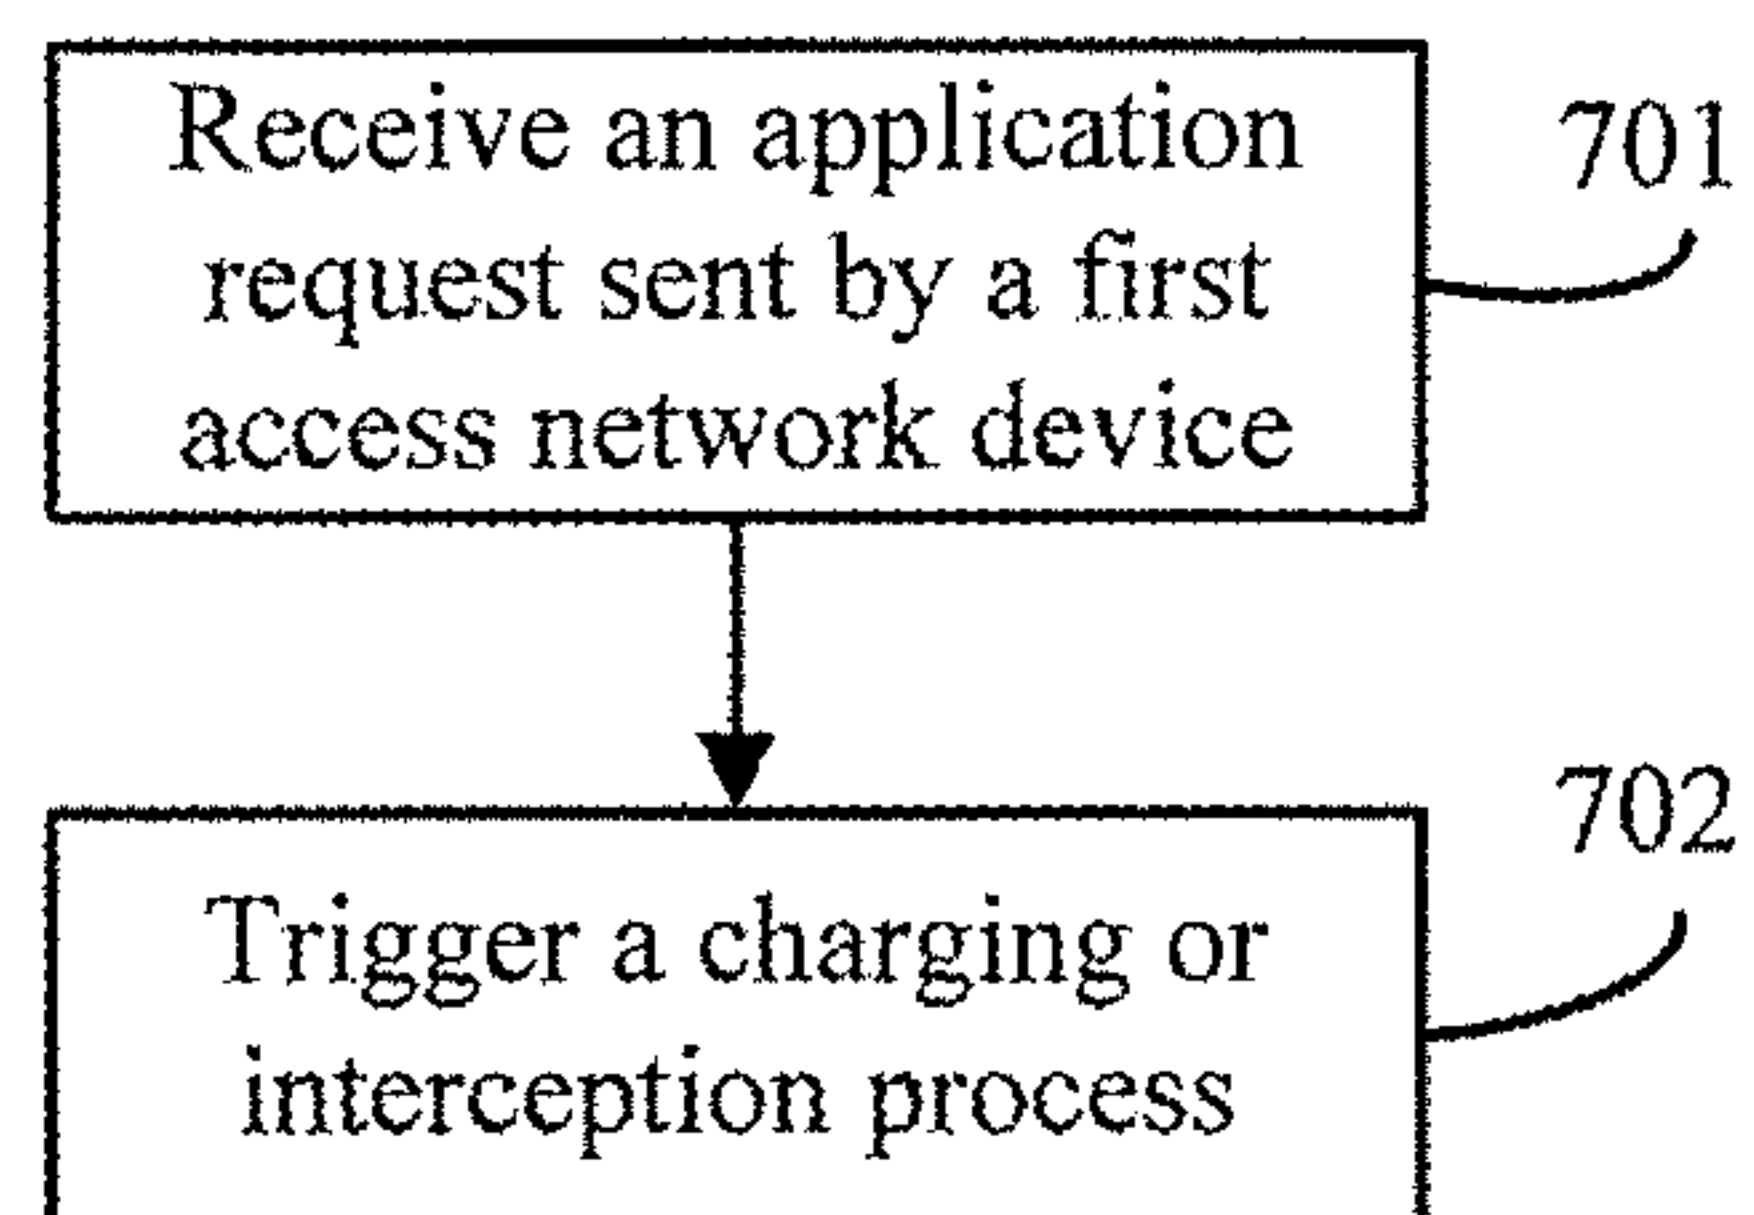 Receive an application
701
request sent by a first
access network device
702
Trigger a charging or
interception process